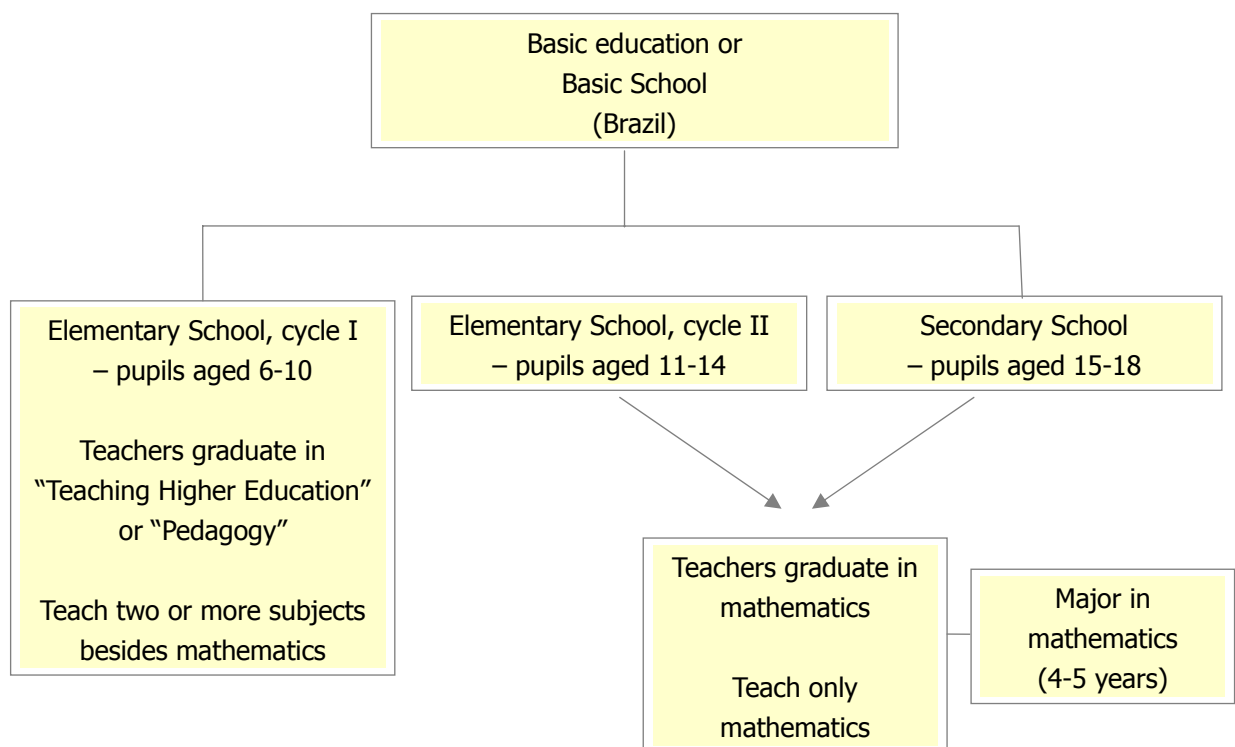 Basic education or
Basic School
(Brazil)
Elementary School, cycle I
– pupils aged 6-10
Teachers graduate in
“Teaching Higher Education”
or “Pedagogy”
Teach two or more subjects
besides mathematics
Elementary School, cycle II
– pupils aged 11-14
Secondary School
– pupils aged 15-18
Teachers graduate in
mathematics
Teach only
mathematics
Major in
mathematics
(4-5 years)